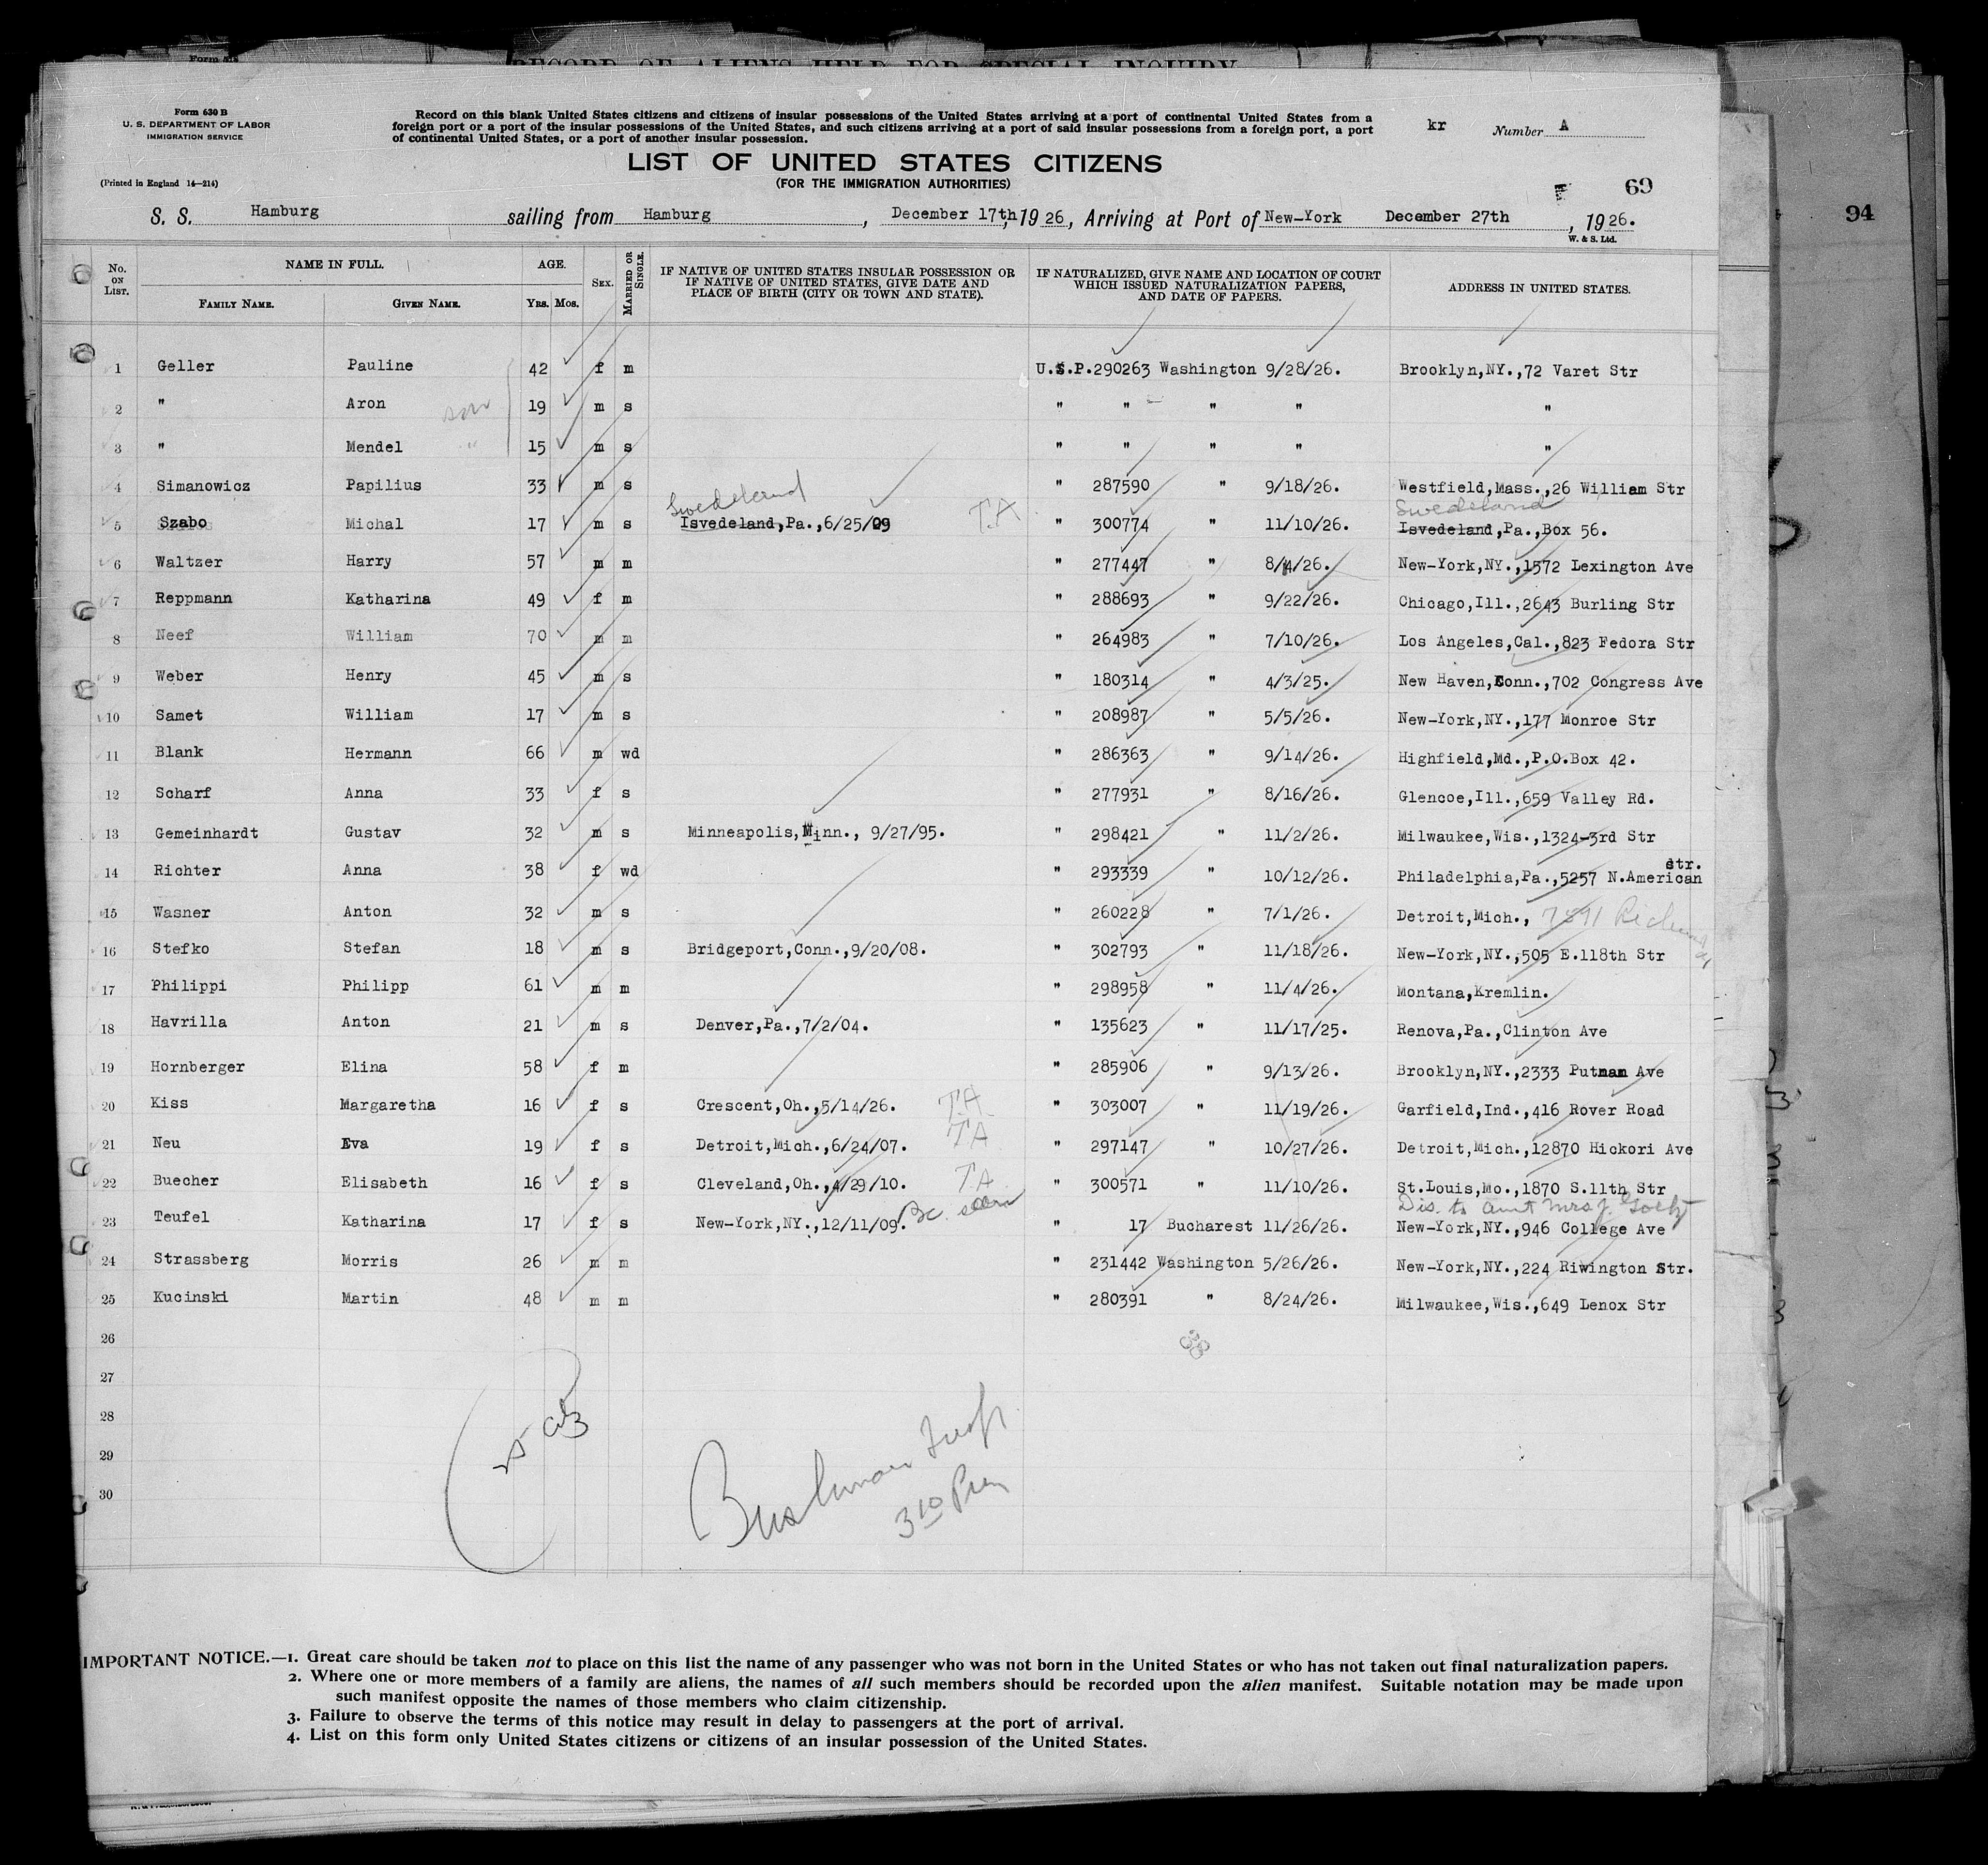 RECORD OF ALIENS HELD FOR SPECIAL INQUIRY
Form 630 B
U. S. DEPARTMENT OF LABOR
IMMIGRATION SERVICE
(Printed in England 14—214)
Record on this blank United States citizens and citizens of insular possessions of the United States arriving at a port of continental United States from a
foreign port or a port of the insular possessions of the United States, and such citizens arriving at a port of said insular possessions from a foreign port, a port
of continental United States, or a port of another insular possession.
kr Number A
LIST OF UNITED STATES CITIZENS
(FOR THE IMMIGRATION AUTHORITIES)
69
94
S. S. Hamburg sailing from Hamburg, December 17th, 1926, Arriving at Port of New-York December 27th, 1926.
W. & S. Ltd.
No. ON LIST. NAME IN FULL. FAMILY NAME. GIVEN NAME. AGE. YRS. MOS. SEX. MARRIED OR SINGLE. IF NATIVE OF UNITED STATES INSULAR POSSESSION OR IF NATIVE OF UNITED STATES, GIVE DATE AND PLACE OF BIRTH (CITY OR TOWN AND STATE). IF NATURALIZED, GIVE NAME AND LOCATION OF COURT WHICH ISSUED NATURALIZATION PAPERS, AND DATE OF PAPERS. ADDRESS IN UNITED STATES.
1 Geller Pauline 42 f m U.S.P.290263 Washington 9/28/26. Brooklyn,NY.,72 Varet Str
2 " Aron son 19 m s " " " " "
3 " Mendel " 15 m s " " " " "
4 Simanowicz Papilius 33 m s " 287590 " 9/18/26. Westfield,Mass.,26 William Str
Swedeland Swedeland
5 Szabo Michal 17 m s Isvedeland,Pa.,6/25/09 T.A " 300774 " 11/10/26. Isvedeland,Pa.,Box 56.
6 Waltzer Harry 57 m m " 277447 " 8/4/26. New-York,NY.,1572 Lexington Ave
7 Reppmann Katharina 49 f m " 288693 " 9/22/26. Chicago,Ill.,2643 Burling Str
8 Neef William 70 m m " 264983 " 7/10/26. Los Angeles,Cal.,823 Fedora Str
9 Weber Henry 45 m s " 180314 " 4/3/25. New Haven,Conn.,702 Congress Ave
10 Samet William 17 m s " 208987 " 5/5/26. New-York,NY.,177 Monroe Str
11 Blank Hermann 66 m wd " 286363 " 9/14/26. Highfield,Md.,P.O.Box 42.
12 Scharf Anna 33 f s " 277931 " 8/16/26. Glencoe,Ill.,659 Valley Rd.
13 Gemeinhardt Gustav 32 m s Minneapolis,Minn., 9/27/95. " 298421 " 11/2/26. Milwaukee,Wis.,1324-3rd Str
str.
14 Richter Anna 38 f wd " 293339 " 10/12/26. Philadelphia,Pa.,5257 N.American
15 Wasner Anton 32 m s " 260228 " 7/1/26. Detroit,Mich.,
16 Stefko Stefan 18 m s Bridgeport,Conn.,9/20/08. " 302793 " 11/18/26. New-York,NY.,505 E.118th Str
17 Philippi Philipp 61 m m " 298958 " 11/4/26. Montana,Kremlin.
18 Havrilla Anton 21 m s Denver,Pa.,7/2/04. " 135623 " 11/17/25. Renova,Pa.,Clinton Ave
19 Hornberger Elina 58 f m " 285906 " 9/13/26. Brooklyn,NY.,2333 Putnam Ave
20 Kiss Margaretha 16 f s Crescent,Oh.,5/14/26. T.A. " 303007 " 11/19/26. Garfield,Ind.,416 Rover Road
21 Neu Eva 19 f s Detroit,Mich.,6/24/07. TA " 297147 " 10/27/26. Detroit,Mich.,12870 Hickori Ave
22 Buecher Elisabeth 16 f s Cleveland,Oh.,4/29/10. T.A. " 300571 " 11/10/26. St.Louis,Mo.,1870 S.11th Str
Bc. seen Dis. to aunt Mrs J.
23 Teufel Katharina 17 f s New-York,NY.,12/11/09. " 17 Bucharest 11/26/26. New-York,NY.,946 College Ave
24 Strassberg Morris 26 m m " 231442 Washington 5/26/26. New-York,NY.,224 Riwington Str.
25 Kucinski Martin 48 m m " 280391 " 8/24/26. Milwaukee,Wis.,649 Lenox Str
26
27
28
29
30
IMPORTANT NOTICE.—1. Great care should be taken not to place on this list the name of any passenger who was not born in the United States or who has not taken out final naturalization papers.
2. Where one or more members of a family are aliens, the names of all such members should be recorded upon the alien manifest. Suitable notation may be made upon
such manifest opposite the names of those members who claim citizenship.
3. Failure to observe the terms of this notice may result in delay to passengers at the port of arrival.
4. List on this form only United States citizens or citizens of an insular possession of the United States.